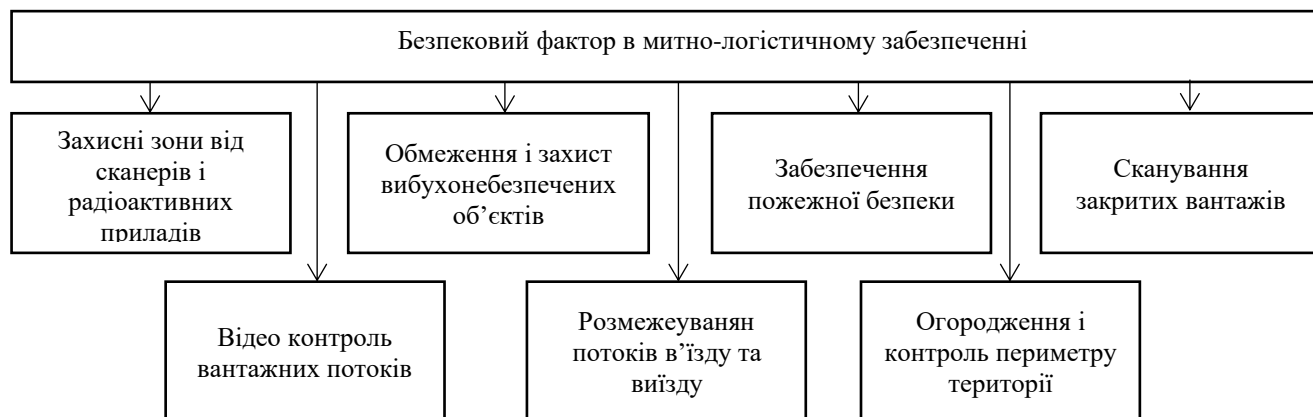 Безпековий фактор в митно-логістичному забезпеченні
Захисні зони від
сканерів і
радіоактивних
приладів
Обмеження і захист
вибухонебезпечених
об’єктів
Забезпечення
пожежної безпеки
Сканування
закритих вантажів
Відео контроль
вантажних потоків
Розмежеуванян
потоків в’їзду та
виїзду
Огородження і
контроль периметру
території